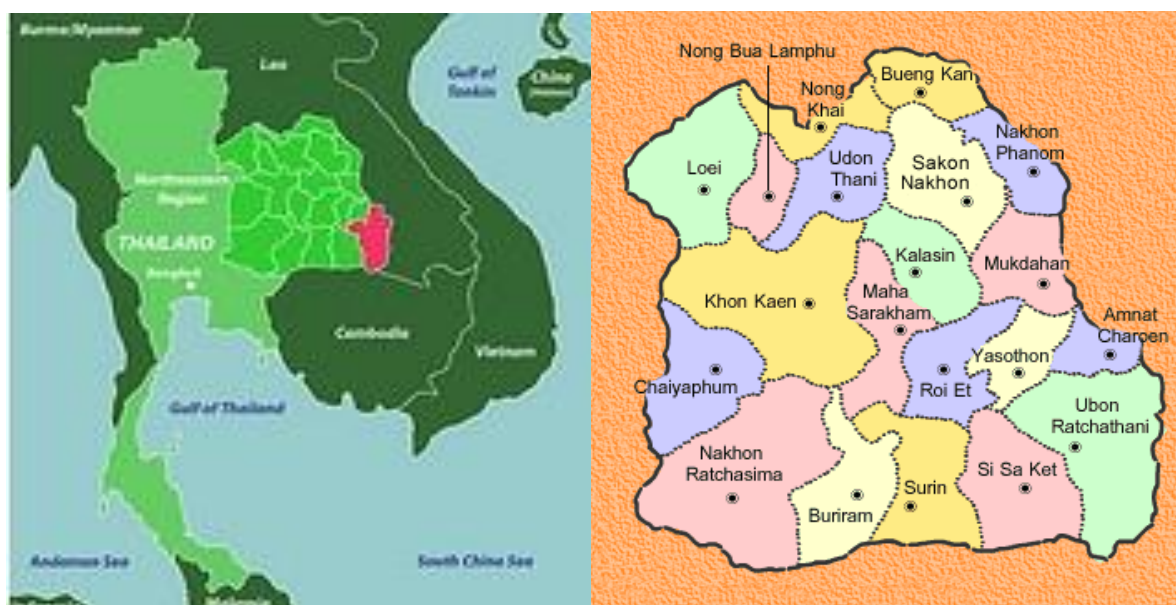 Burma/Myanmar
Lao
Gulf of
Tonkin
China
Northeastern
Region
THAILAND
Bangkok
Cambodia
Vietnam
Gulf of Thailand
Andaman Sea
South China Sea
Malaysia
Nong Bua Lamphu
Bueng Kan
Nong
Khai
Nakhon
Phanom
Loei
Udon
Thani
Sakon
Nakhon
Kalasin
Mukdahan
Khon Kaen
Maha
Sarakham
Amnat
Charoen
Yasothon
Chaiyaphum
Roi Et
Ubon
Ratchathani
Nakhon
Ratchasima
Si Sa Ket
Surin
Buriram